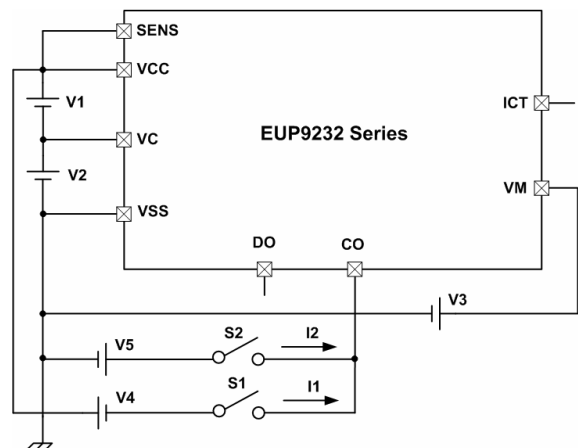 SENS
VCC
V1
ICT
VC
EUP9232 Series
V2
VM
VSS
DO
CO
V3
S2
I2
V5
S1
I1
V4